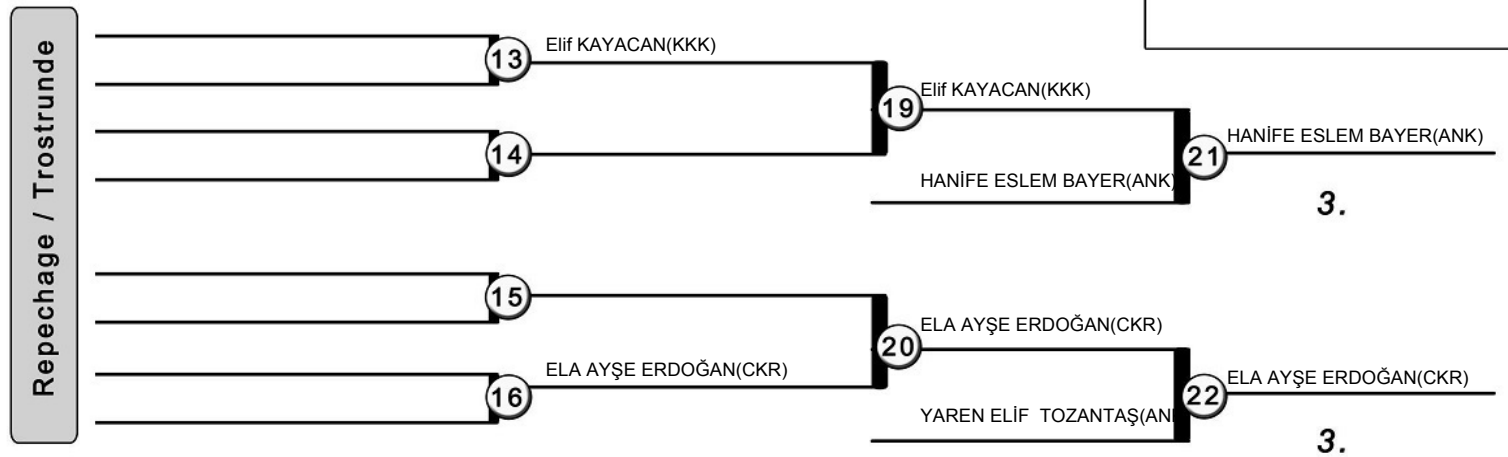 Repechage / Trostrunde
13
Elif KAYACAN(KKK)
14
19
Elif KAYACAN(KKK)
HANİFE ESLEM BAYER(ANK)
21
HANİFE ESLEM BAYER(ANK)
3.
15
16
ELA AYŞE ERDOĞAN(CKR)
20
ELA AYŞE ERDOĞAN(CKR)
YAREN ELİF TOZANTAŞ(AN
22
ELA AYŞE ERDOĞAN(CKR)
3.